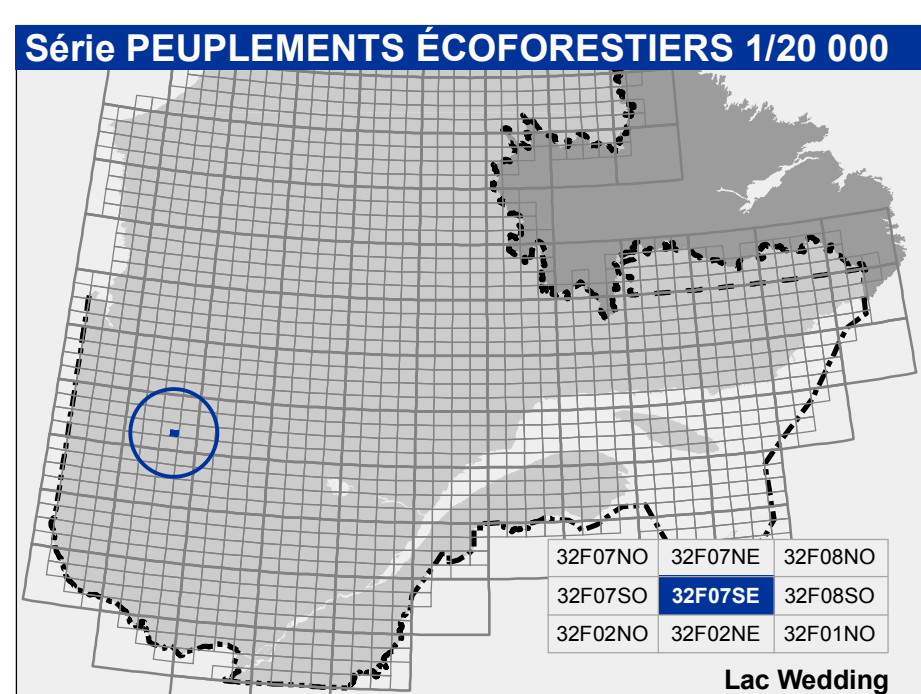 Série PEUPLEMENTS ÉCOFORESTIERS 1/20 000
32F07NO 32F07NE 32F08NO
32F07SO 32F07SE 32F08SO
32F02NO 32F02NE 32F01NO
Lac Wedding